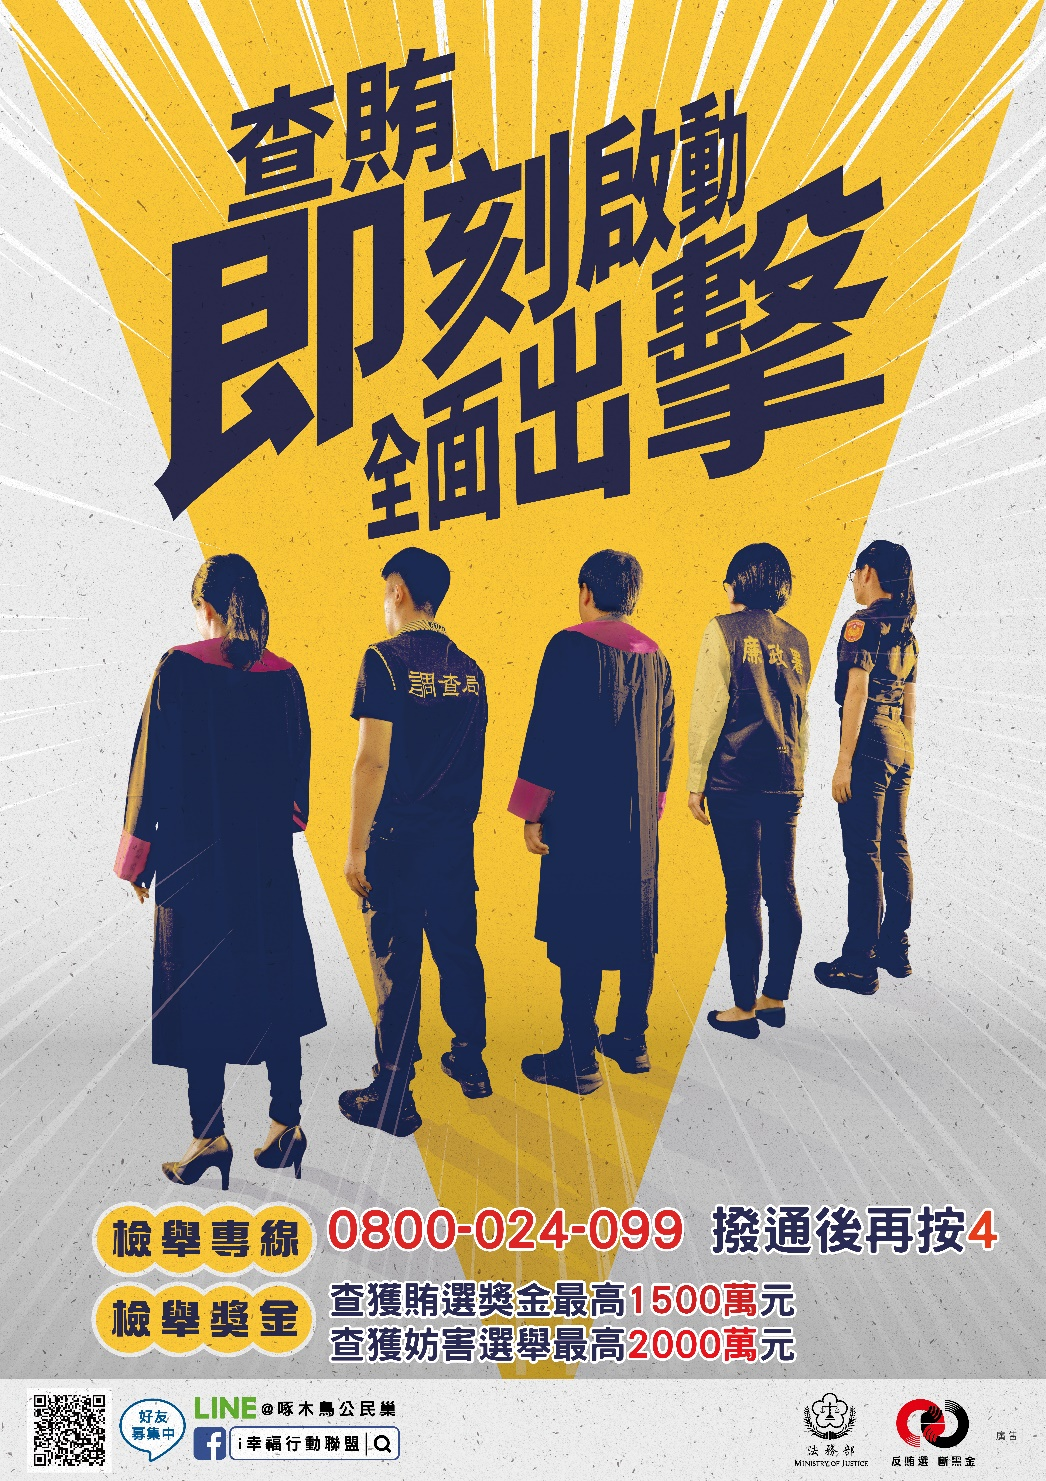 查賄
即刻啟動
全面出擊
調查局
廉政署
檢舉專線
0800-024-099 撥通後再按4
檢舉獎金
查獲賄選獎金最高1500萬元
查獲妨害選舉最高2000萬元
好友
募集中
LINE@啄木鳥公民巢
i幸福行動聯盟
法務部
MINISTRY OF JUSTICE
反賄選 斷黑金
廣告